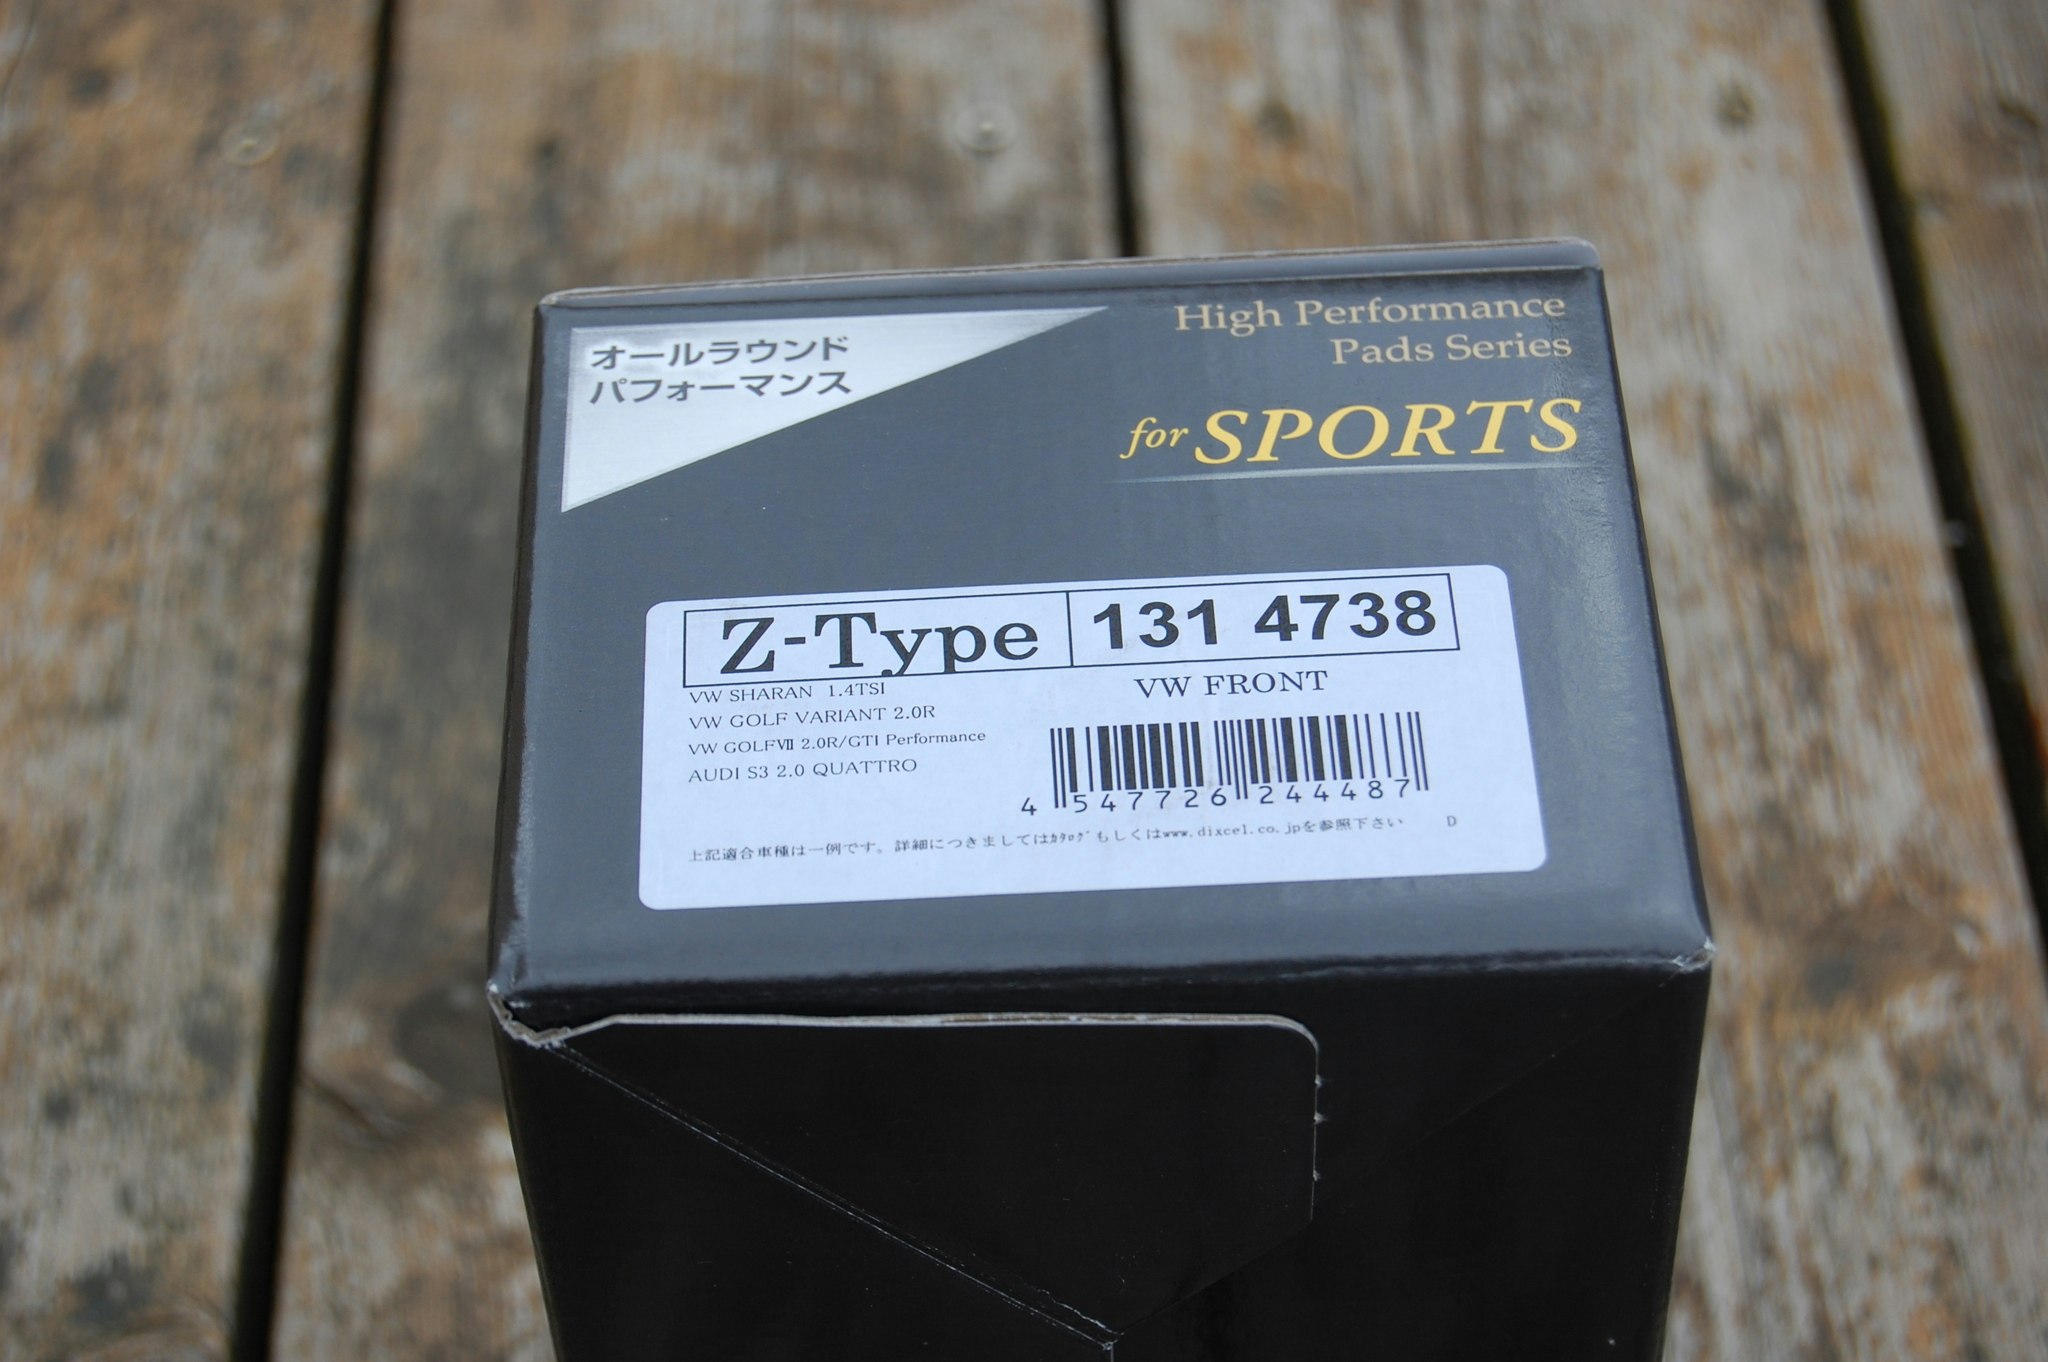 オールラウンド
パフォーマンス
High Performance
Pads Series
for SPORTS
Z-Type
131 4738
VW SHARAN 1.4TSI
VW GOLF VARIANT 2.0R
VW GOLFⅦ 2.0R/GTI Performance
AUDI S3 2.0 QUATTRO
VW FRONT
4 547726 244487
上記適合車種は一例です。詳細につきましてはｶﾀﾛｸﾞもしくはwww.dixcel.co.jpを参照下さい D